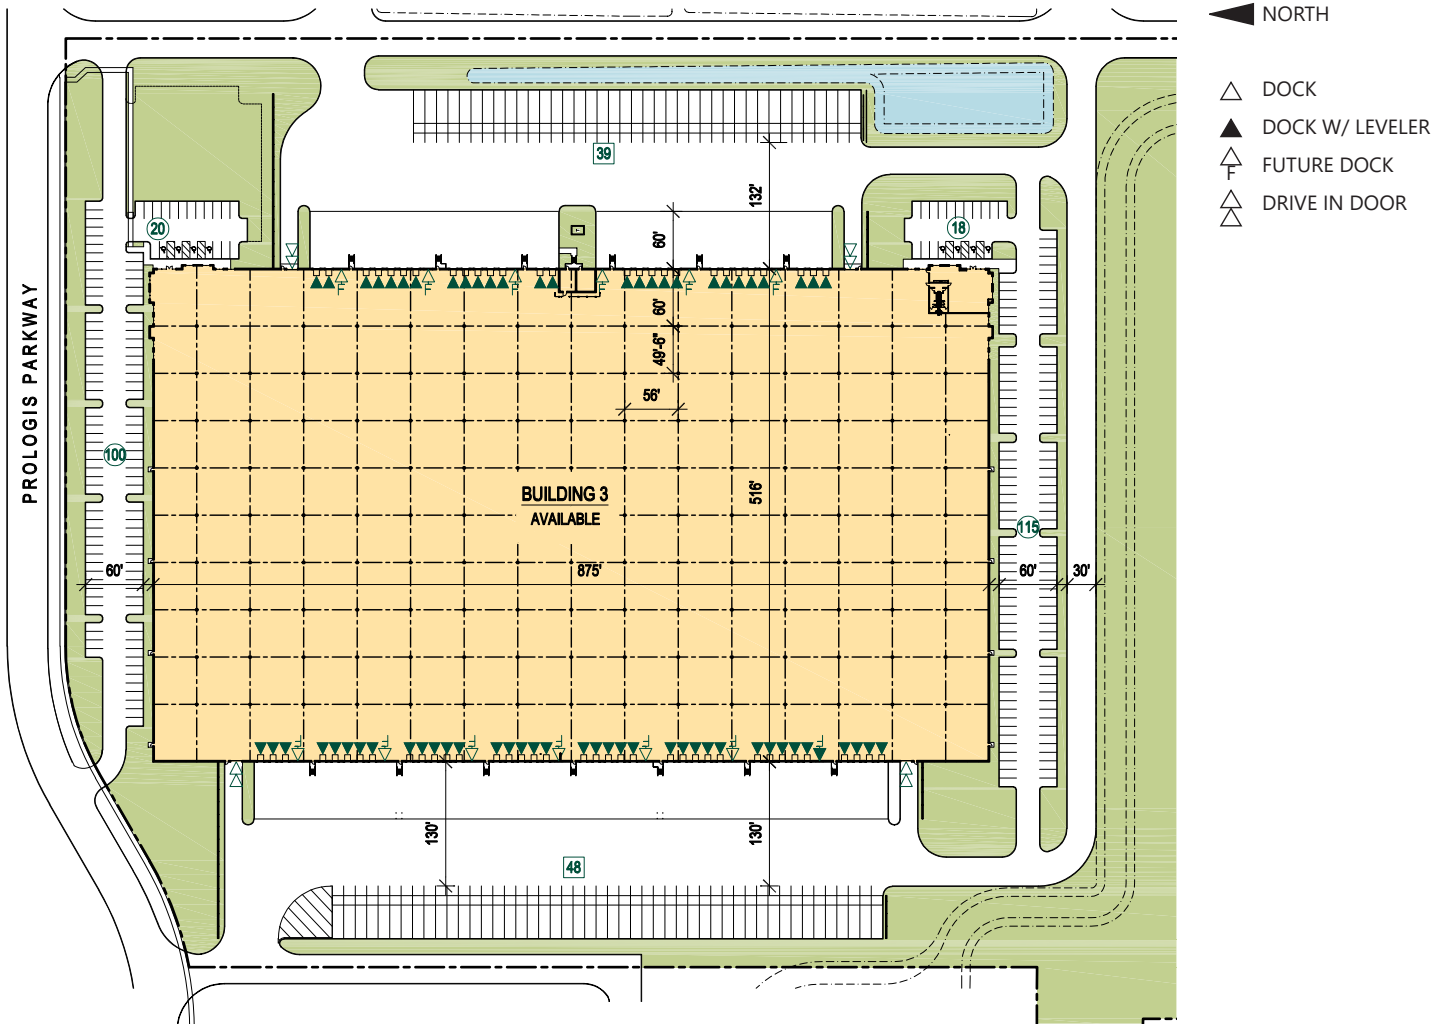 NORTH
DOCK
DOCK W/ LEVELER
FUTURE DOCK
F
DRIVE IN DOOR
39
132'
20
18
60'
F
F
F
F
F
F
60'
49'-6"
56'
PROLOGIS PARKWAY
100
BUILDING 3
AVAILABLE
516'
115
60'
875'
60'
30'
F
F
F
F
F
F
F
130'
130'
48